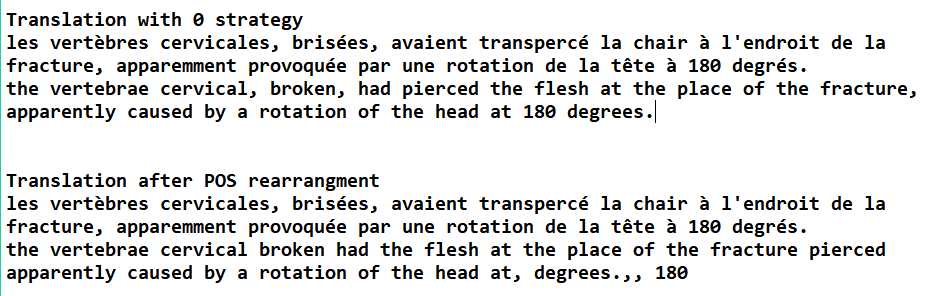 Translation with 0 strategy
les vertèbres cervicales, brisées, avaient transpercé la chair à l'endroit de la
fracture, apparemment provoquée par une rotation de la tête à 180 degrés.
the vertebrae cervical, broken, had pierced the flesh at the place of the fracture,
apparently caused by a rotation of the head at 180 degrees.
Translation after POS rearrangment
les vertèbres cervicales, brisées, avaient transpercé la chair à l'endroit de la
fracture, apparemment provoquée par une rotation de la tête à 180 degrés.
the vertebrae cervical broken had the flesh at the place of the fracture pierced
apparently caused by a rotation of the head at, degrees.,, 180